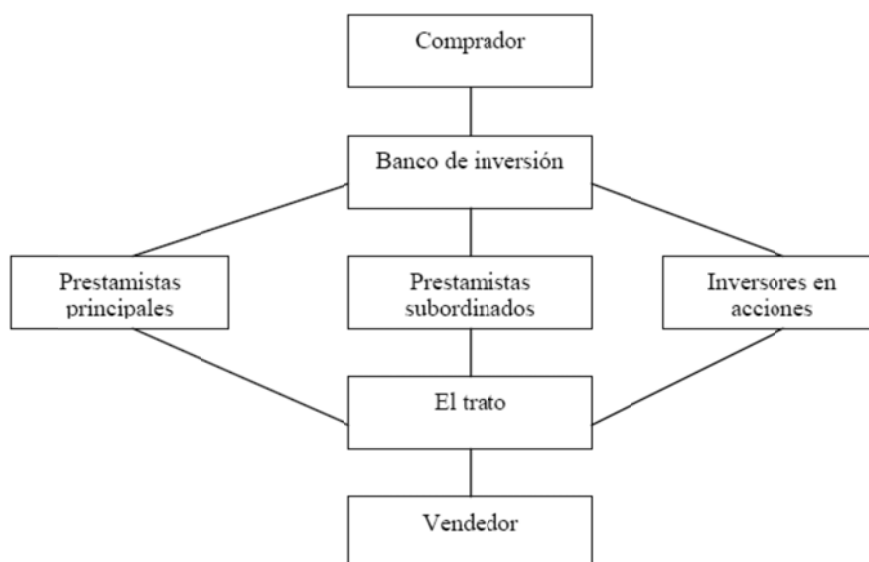 Comprador
Banco de inversión
Prestamistas
principales
Prestamistas
subordinados
Inversores en
acciones
El trato
Vendedor